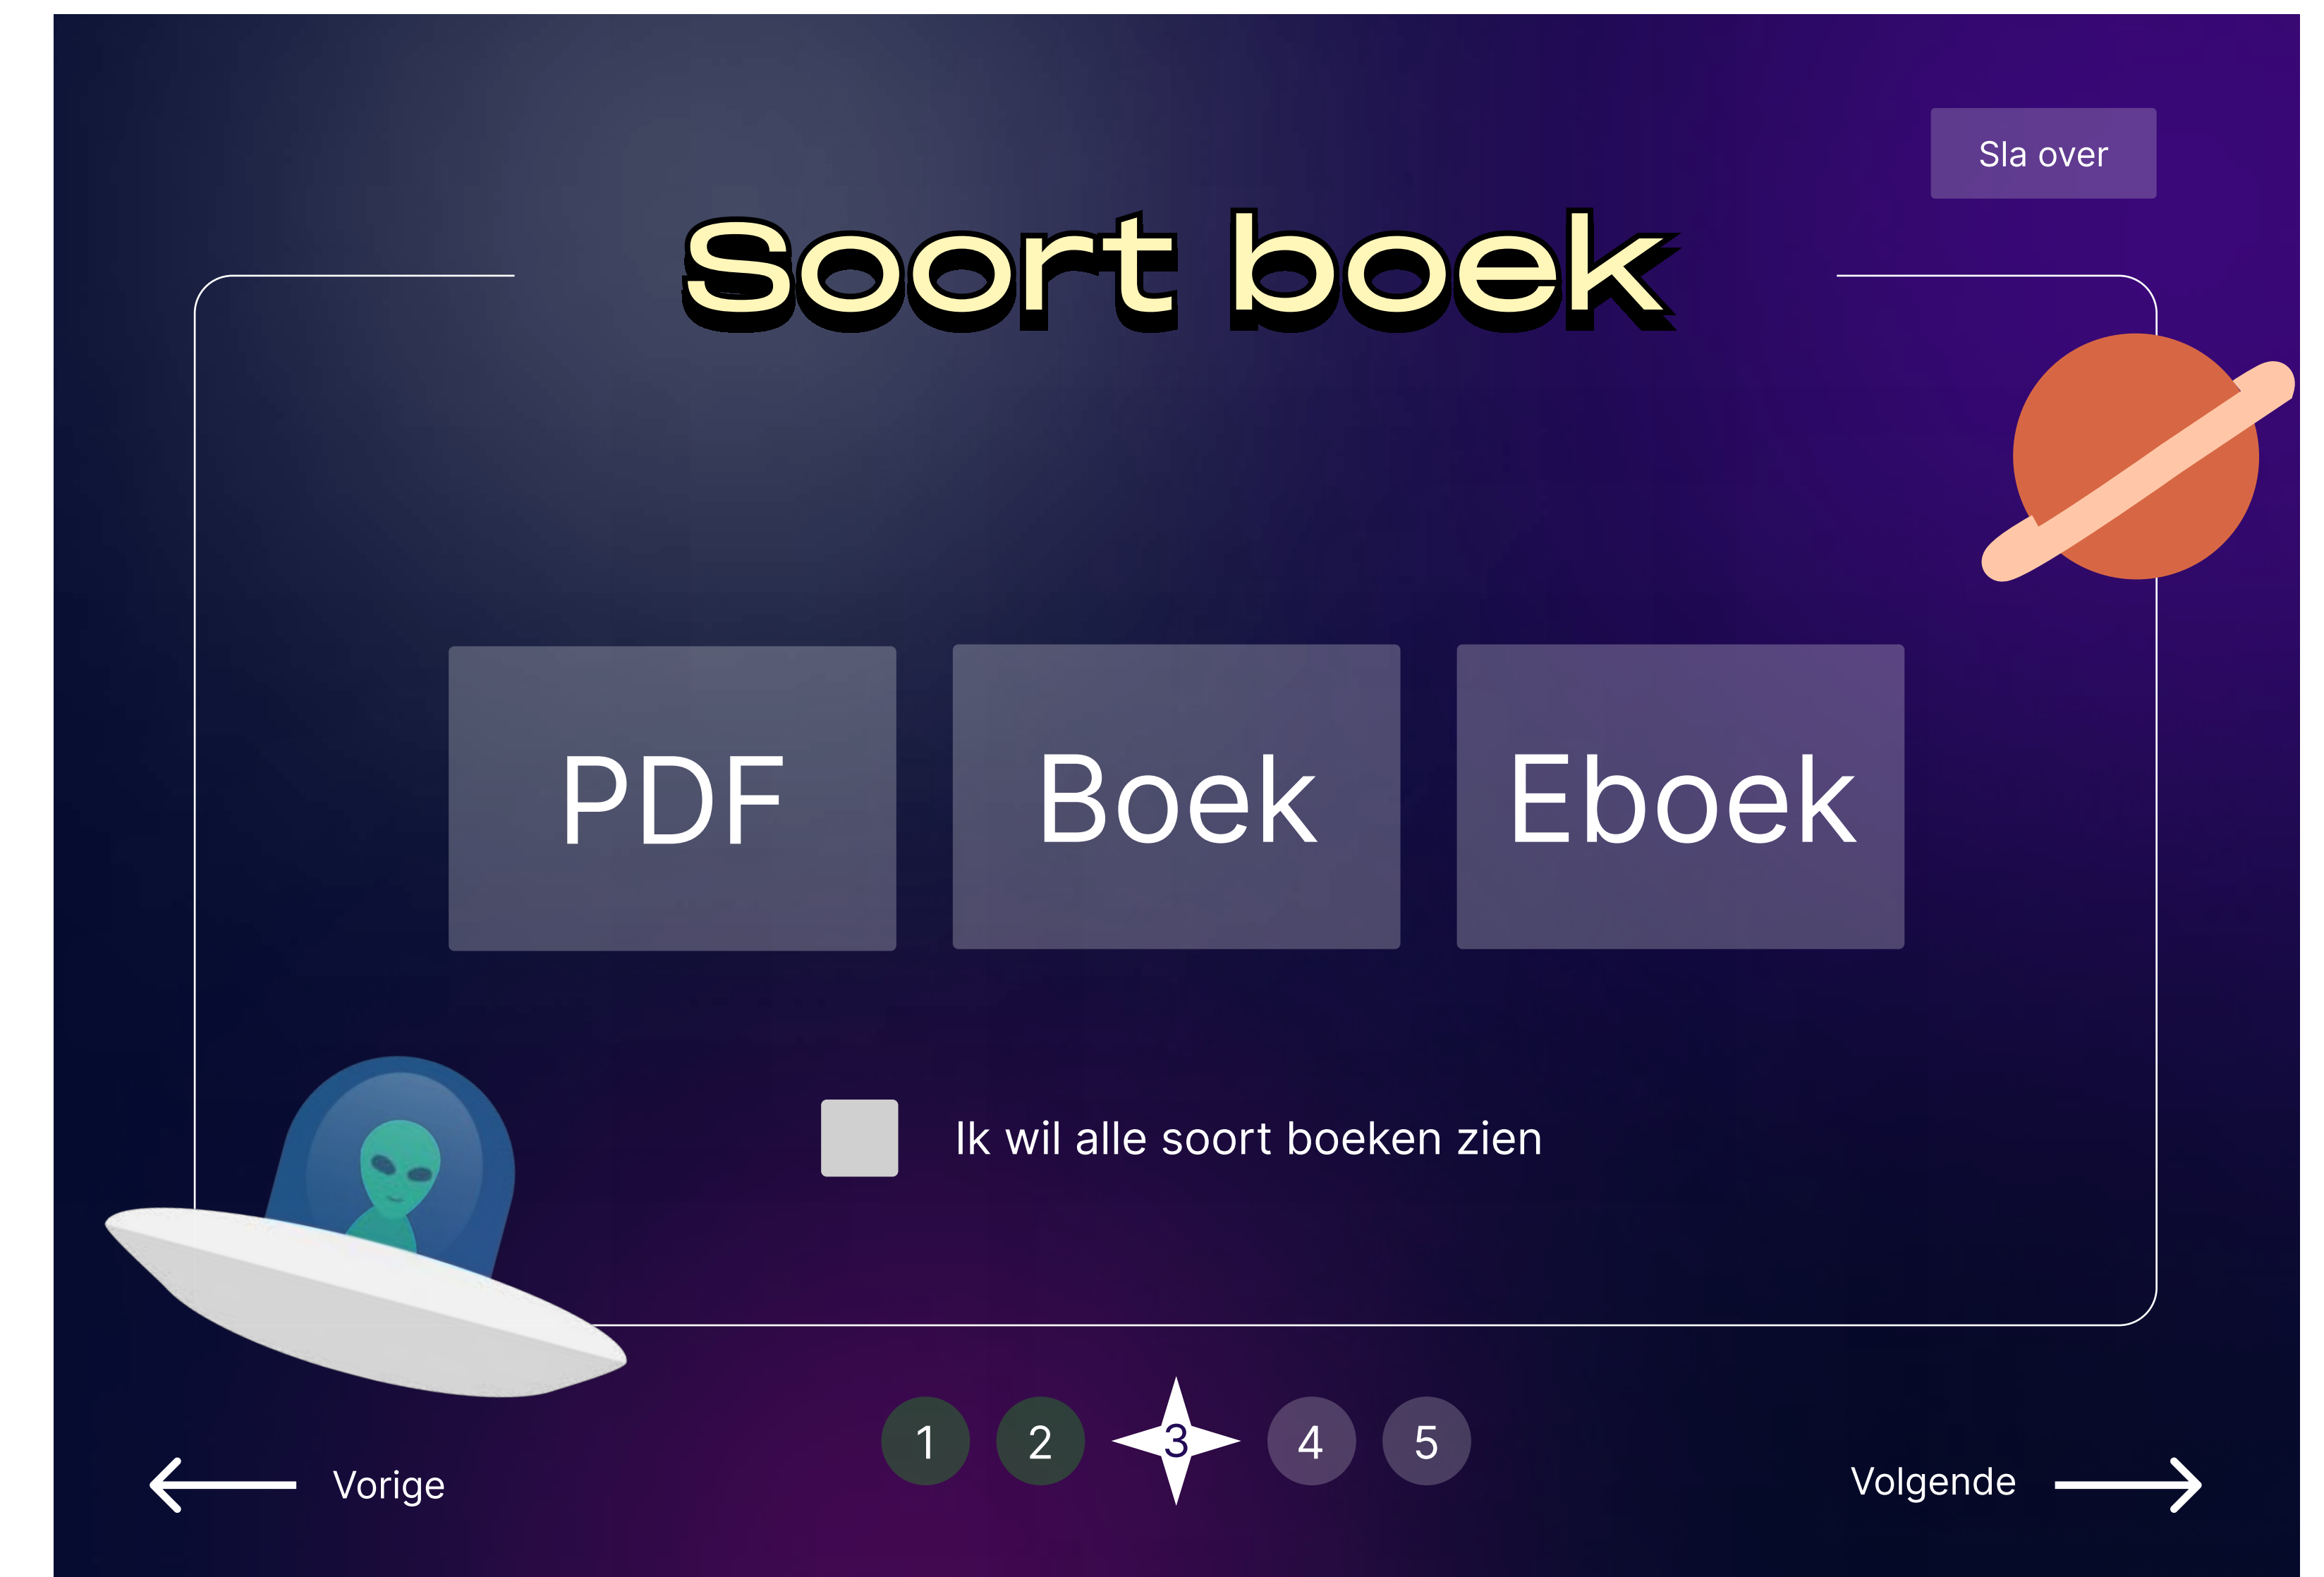 Sla over
Soort boek
PDF
Boek
Eboek
Ik wil alle soort boeken zien
1 2 3 4 5
Vorige
Volgende